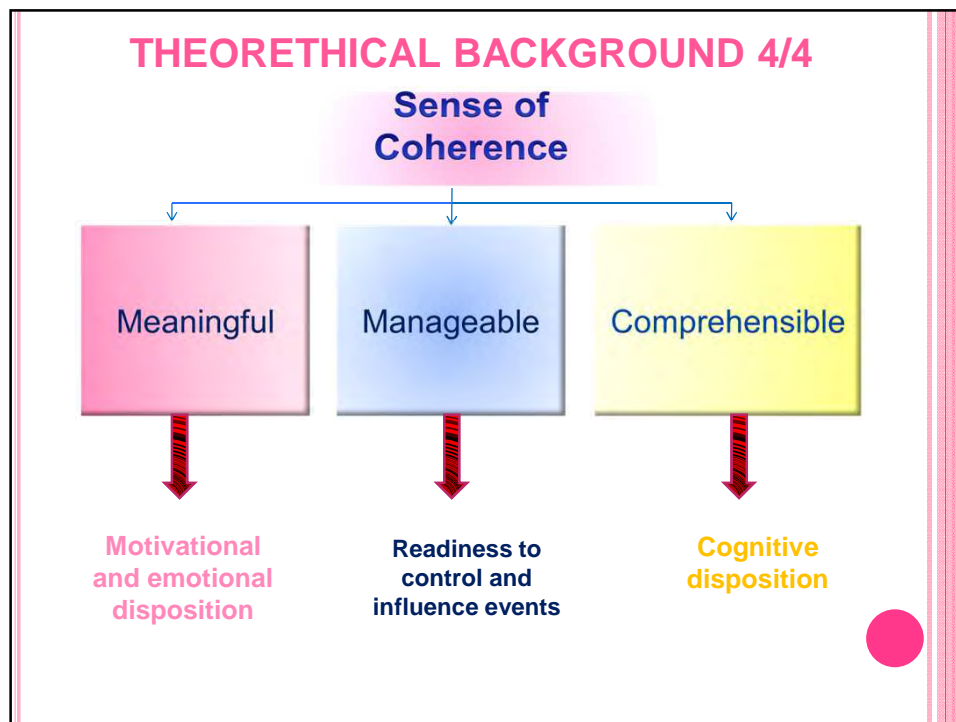 THEORETHICAL BACKGROUND 4/4
Sense of
Coherence
Meaningful
Manageable
Comprehensible
Motivational
and emotional
disposition
Readiness to
control and
influence events
Cognitive
disposition